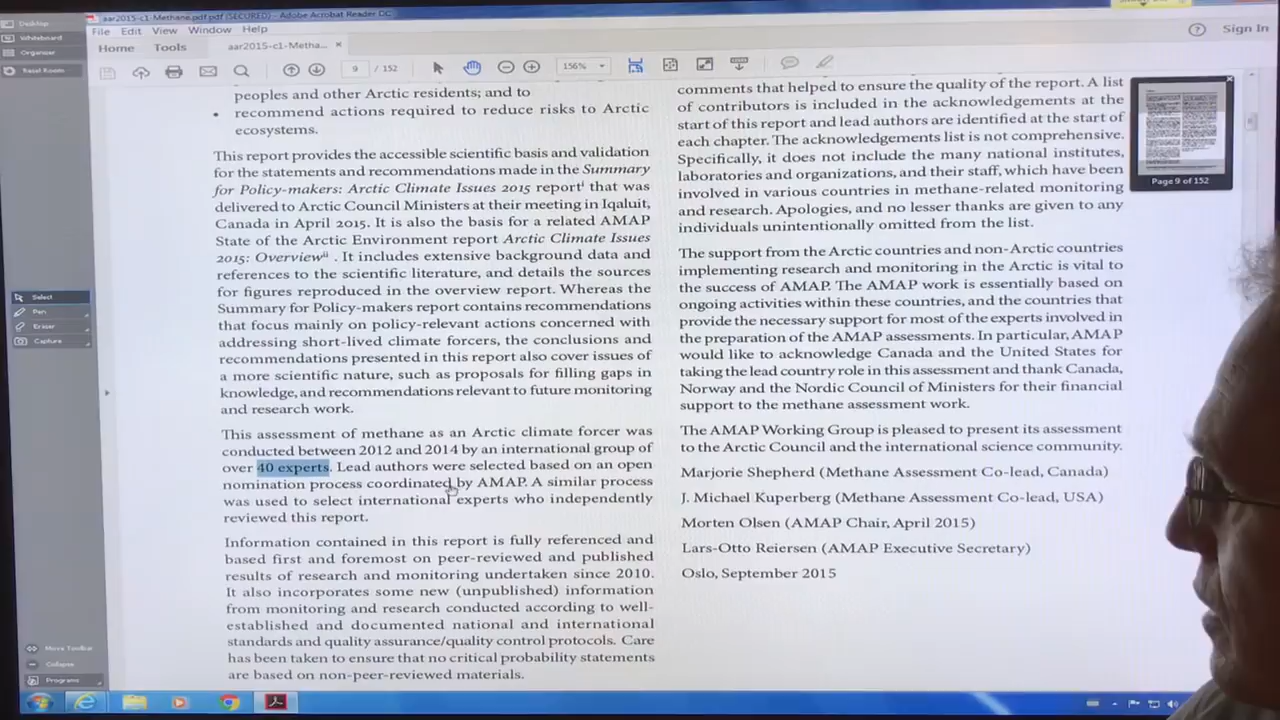 aar2015-c1-Methane.pdf.pdf (SECURED) - Adobe Acrobat Reader DC
File Edit View Window Help
Home Tools aar2015-c1-Metha... ×
Sign In
9 / 152 156%
Desktop
Whiteboard
Organiser
Reset Room
Select
Pen
Eraser
Capture
Move Toolbar
Collapse
Programs
peoples and other Arctic residents; and to
• recommend actions required to reduce risks to Arctic
ecosystems.
This report provides the accessible scientific basis and validation
for the statements and recommendations made in the Summary
for Policy-makers: Arctic Climate Issues 2015 reportⁱ that was
delivered to Arctic Council Ministers at their meeting in Iqaluit,
Canada in April 2015. It is also the basis for a related AMAP
State of the Arctic Environment report Arctic Climate Issues
2015: Overviewⁱⁱ . It includes extensive background data and
references to the scientific literature, and details the sources
for figures reproduced in the overview report. Whereas the
Summary for Policy-makers report contains recommendations
that focus mainly on policy-relevant actions concerned with
addressing short-lived climate forcers, the conclusions and
recommendations presented in this report also cover issues of
a more scientific nature, such as proposals for filling gaps in
knowledge, and recommendations relevant to future monitoring
and research work.
This assessment of methane as an Arctic climate forcer was
conducted between 2012 and 2014 by an international group of
over 40 experts. Lead authors were selected based on an open
nomination process coordinated by AMAP. A similar process
was used to select international experts who independently
reviewed this report.
Information contained in this report is fully referenced and
based first and foremost on peer-reviewed and published
results of research and monitoring undertaken since 2010.
It also incorporates some new (unpublished) information
from monitoring and research conducted according to well-
established and documented national and international
standards and quality assurance/quality control protocols. Care
has been taken to ensure that no critical probability statements
are based on non-peer-reviewed materials.
comments that helped to ensure the quality of the report. A list
of contributors is included in the acknowledgements at the
start of this report and lead authors are identified at the start of
each chapter. The acknowledgements list is not comprehensive.
Specifically, it does not include the many national institutes,
laboratories and organizations, and their staff, which have been
involved in various countries in methane-related monitoring
and research. Apologies, and no lesser thanks are given to any
individuals unintentionally omitted from the list.
The support from the Arctic countries and non-Arctic countries
implementing research and monitoring in the Arctic is vital to
the success of AMAP. The AMAP work is essentially based on
ongoing activities within these countries, and the countries that
provide the necessary support for most of the experts involved in
the preparation of the AMAP assessments. In particular, AMAP
would like to acknowledge Canada and the United States for
taking the lead country role in this assessment and thank Canada,
Norway and the Nordic Council of Ministers for their financial
support to the methane assessment work.
The AMAP Working Group is pleased to present its assessment
to the Arctic Council and the international science community.
Marjorie Shepherd (Methane Assessment Co-lead, Canada)
J. Michael Kuperberg (Methane Assessment Co-lead, USA)
Morten Olsen (AMAP Chair, April 2015)
Lars-Otto Reiersen (AMAP Executive Secretary)
Oslo, September 2015
Page 9 of 152